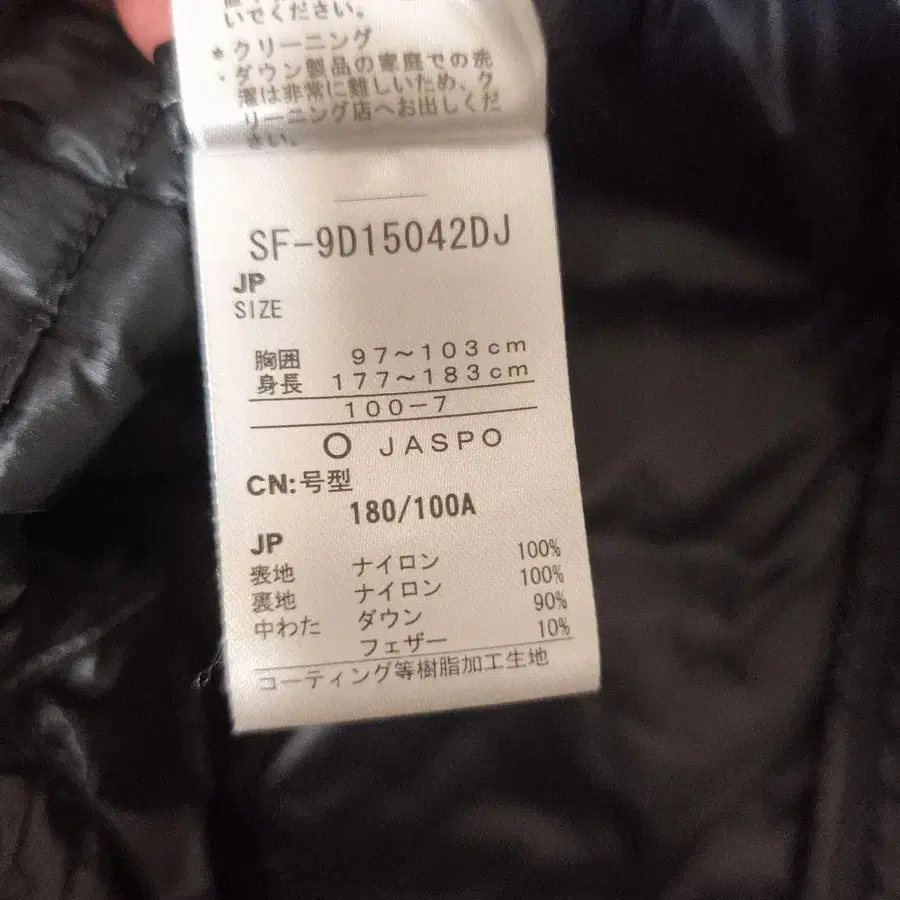 いでください。
*クリーニング
・ダウン製品の家庭での洗
濯は非常に難しいため、ク
リーニング店へお出しくだ
さい。
SF-9D15042DJ
JP
SIZE
胸囲 97～103cm
身長 177～183cm
100-7
O JASPO
CN:号型
180/100A
JP
表地 ナイロン 100%
裏地 ナイロン 100%
中わた ダウン 90%
フェザー 10%
コーティング等樹脂加工生地